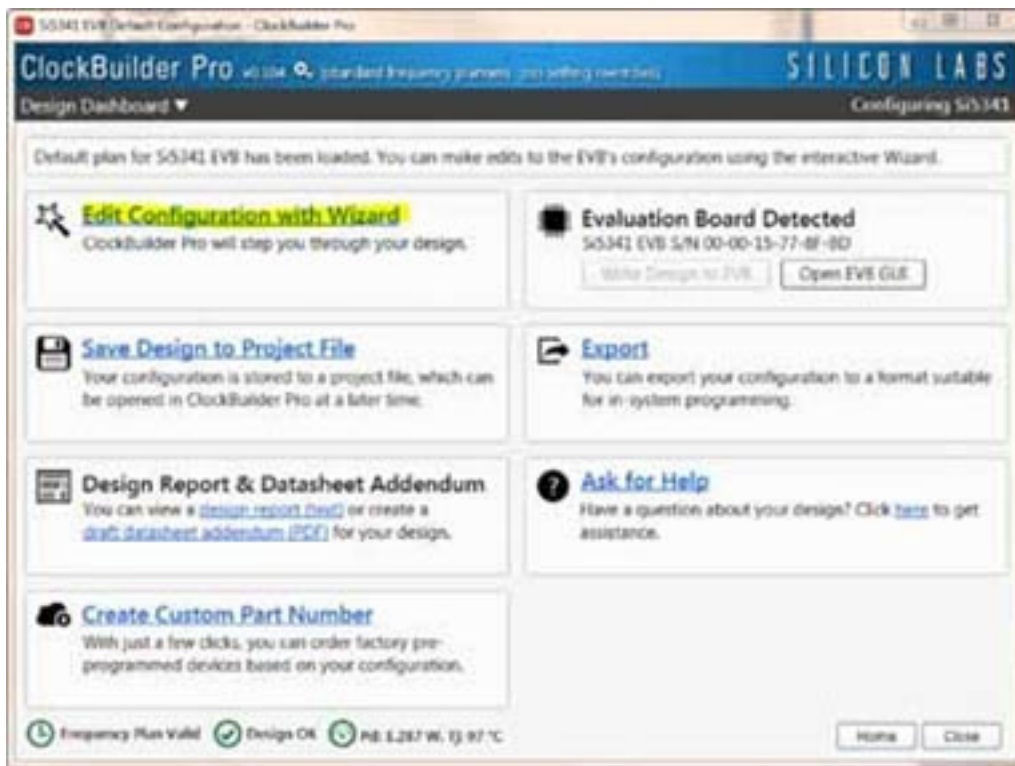 Si5341 EVB Default Configuration - ClockBuilder Pro
ClockBuilder Pro
SILICON LABS
Design Dashboard ▼
Configuring Si5341
Default plan for Si5341 EVB has been loaded. You can make edits to the EVB's configuration using the interactive Wizard.
Edit Configuration with Wizard
ClockBuilder Pro will step you through your design.
Evaluation Board Detected
Si5341 EVB S/N 00-00-15-77-8F-8D
Write Design to EVB
Open EVB GUI
Save Design to Project File
Your configuration is stored to a project file, which can
be opened in ClockBuilder Pro at a later time.
Export
You can export your configuration to a format suitable
for in-system programming.
Design Report & Datasheet Addendum
You can view a design report (text) or create a
draft datasheet addendum (PDF) for your design.
Ask for Help
Have a question about your design? Click here to get
assistance.
Create Custom Part Number
With just a few clicks, you can order factory pre-
programmed devices based on your configuration.
Frequency Plan Valid
Design OK
Pd: 1.287 W, Tj: 97 °C
Home
Close